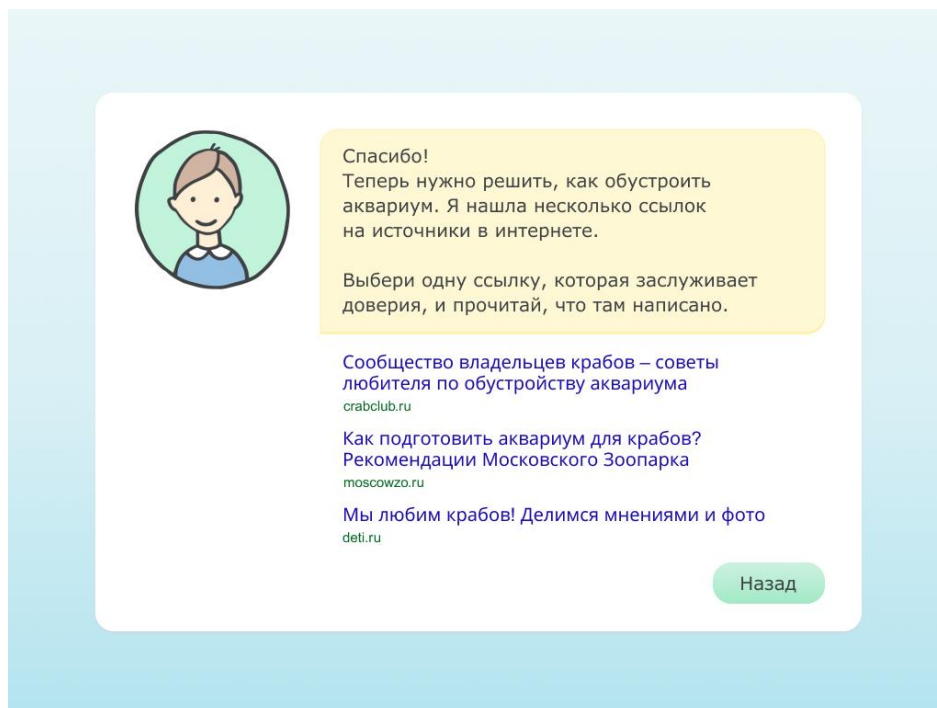 Спасибо!
Теперь нужно решить, как обустроить
аквариум. Я нашла несколько ссылок
на источники в интернете.
Выбери одну ссылку, которая заслуживает
доверия, и прочитай, что там написано.
Сообщество владельцев крабов – советы
любителя по обустройству аквариума
crabclub.ru
Как подготовить аквариум для крабов?
Рекомендации Московского Зоопарка
moscowzo.ru
Мы любим крабов! Делимся мнениями и фото
deti.ru
Назад